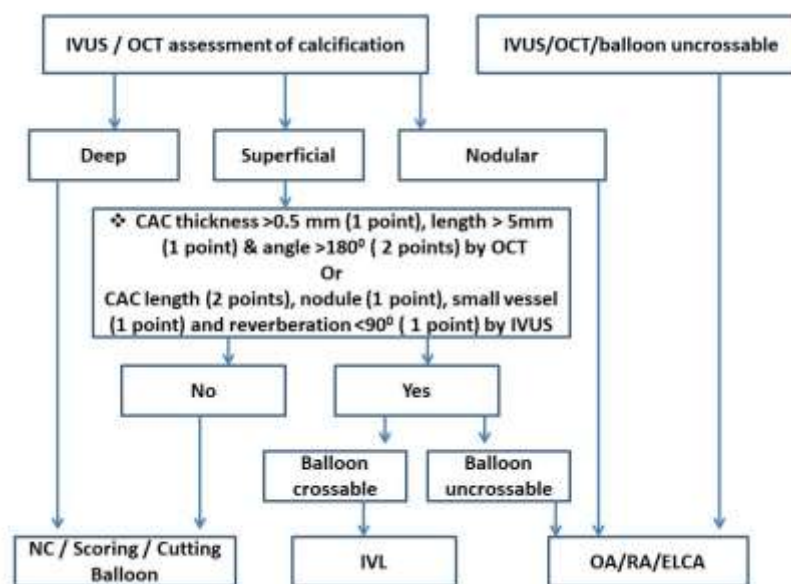 IVUS / OCT assessment of calcification
IVUS/OCT/balloon uncrossable
Deep
Superficial
Nodular
❖ CAC thickness >0.5 mm (1 point), length > 5mm
(1 point) & angle >180⁰ ( 2 points) by OCT
Or
CAC length (2 points), nodule (1 point), small vessel
(1 point) and reverberation <90⁰ ( 1 point) by IVUS
No
Yes
Balloon
crossable
Balloon
uncrossable
NC / Scoring / Cutting
Balloon
IVL
OA/RA/ELCA